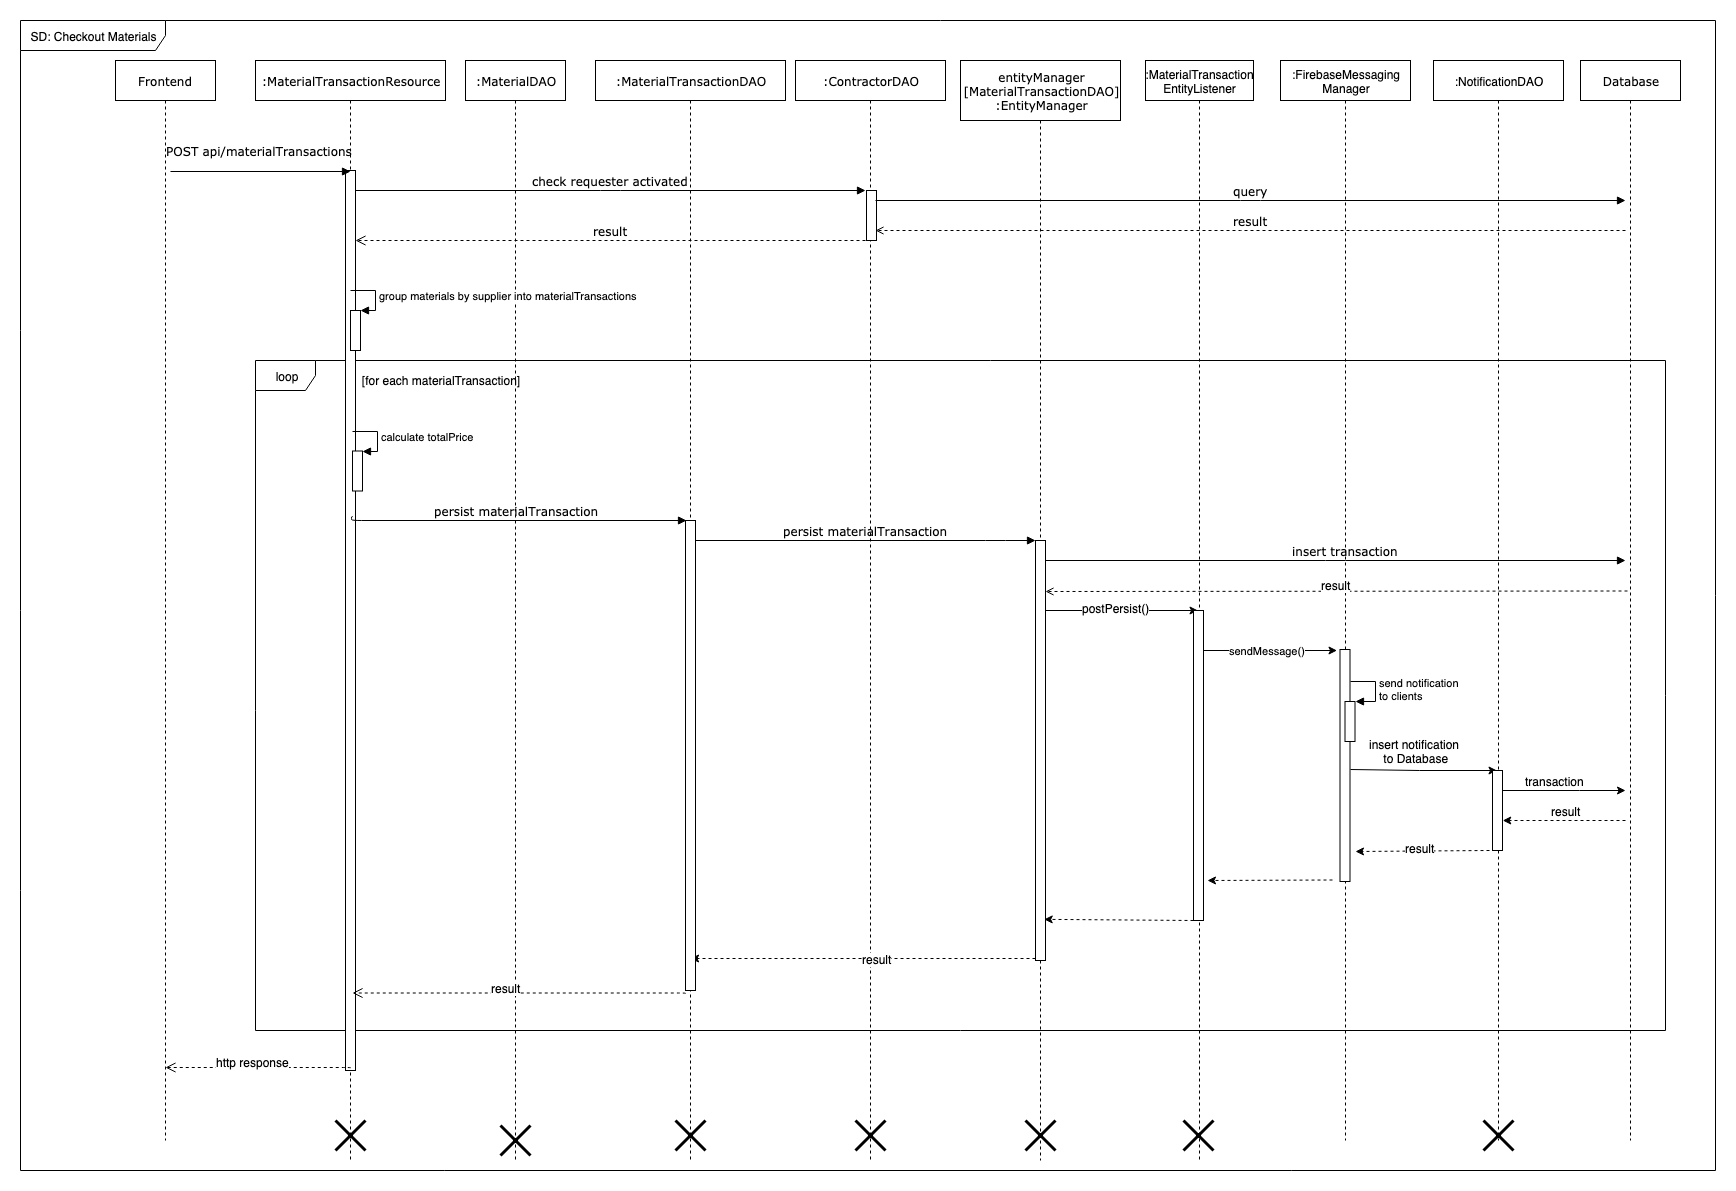 SD: Checkout Materials
Frontend
:MaterialTransactionResource
:MaterialDAO
:MaterialTransactionDAO
:ContractorDAO
entityManager
[MaterialTransactionDAO]
:EntityManager
:MaterialTransaction
EntityListener
:FirebaseMessaging
Manager
:NotificationDAO
Database
POST api/materialTransactions
check requester activated
query
result
result
group materials by supplier into materialTransactions
loop
[for each materialTransaction]
calculate totalPrice
persist materialTransaction
persist materialTransaction
insert transaction
result
postPersist()
sendMessage()
send notification
to clients
insert notification
to Database
transaction
result
result
result
result
http response